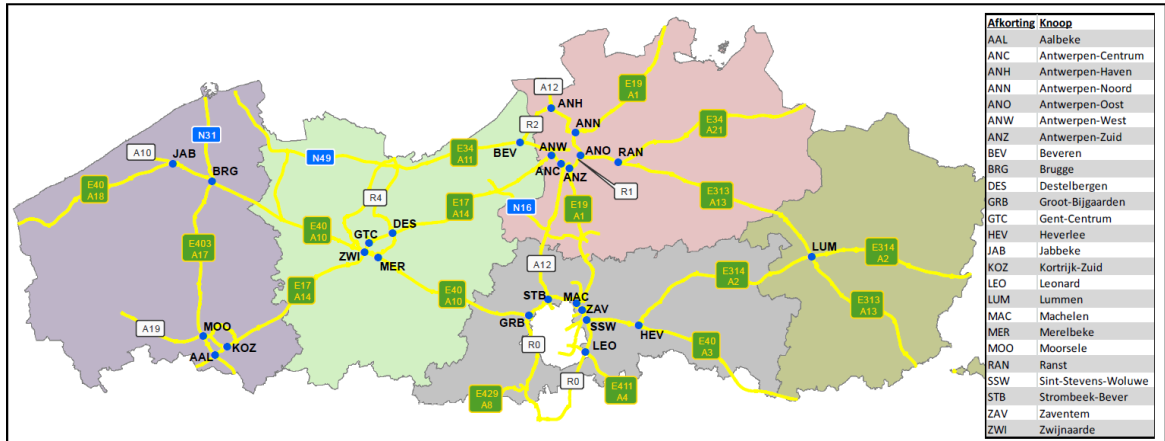 A12
ANH
E19
A1
R2
ANN
E34
A21
N31
E34
A11
ANW
ANO
RAN
BEV
A10
JAB
N49
ANC
ANZ
R1
BRG
E40
A18
R4
E17
A14
N16
E19
A1
E313
A13
DES
E40
A10
GTC
ZWI
MER
LUM
E314
A2
E403
A17
A12
E314
A2
E17
A14
E40
A10
STB
MAC
ZAV
E313
A13
GRB
SSW
HEV
A19
MOO
KOZ
AAL
R0
LEO
E40
A3
R0
E411
A4
E429
A8
Afkorting Knoop
AAL Aalbeke
ANC Antwerpen-Centrum
ANH Antwerpen-Haven
ANN Antwerpen-Noord
ANO Antwerpen-Oost
ANW Antwerpen-West
ANZ Antwerpen-Zuid
BEV Beveren
BRG Brugge
DES Destelbergen
GRB Groot-Bijgaarden
GTC Gent-Centrum
HEV Heverlee
JAB Jabbeke
KOZ Kortrijk-Zuid
LEO Leonard
LUM Lummen
MAC Machelen
MER Merelbeke
MOO Moorsele
RAN Ranst
SSW Sint-Stevens-Woluwe
STB Strombeek-Bever
ZAV Zaventem
ZWI Zwijnaarde